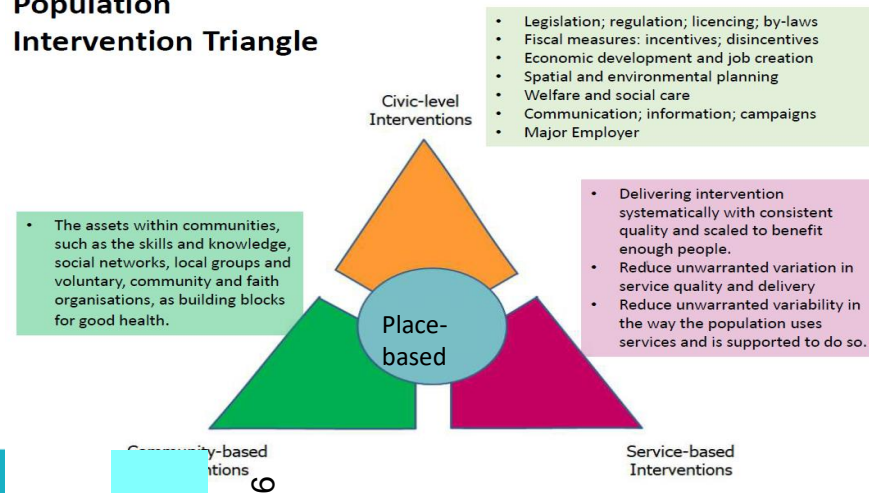 Population
Intervention Triangle
• Legislation; regulation; licencing; by-laws
• Fiscal measures: incentives; disincentives
• Economic development and job creation
• Spatial and environmental planning
• Welfare and social care
• Communication; information; campaigns
• Major Employer
Civic-level
Interventions
• Delivering intervention
systematically with consistent
quality and scaled to benefit
enough people.
• Reduce unwarranted variation in
service quality and delivery
• Reduce unwarranted variability in
the way the population uses
services and is supported to do so.
• The assets within communities,
such as the skills and knowledge,
social networks, local groups and
voluntary, community and faith
organisations, as building blocks
for good health.
Place-
based
Service-based
Interventions
6